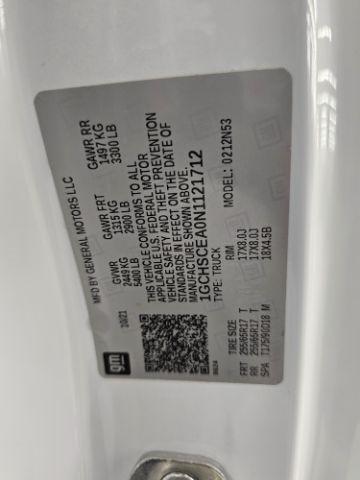 MFD BY GENERAL MOTORS LLC
10/21
GVWR GAWR FRT GAWR RR
2449 KG 1315 KG 1497 KG
5400 LB 2900 LB 3300 LB
THIS VEHICLE CONFORMS TO ALL
APPLICABLE U.S. FEDERAL MOTOR
VEHICLE SAFETY AND THEFT PREVENTION
STANDARDS IN EFFECT ON THE DATE OF
MANUFACTURE SHOWN ABOVE.
1GCHSCEA0N1121712
TYPE: TRUCK MODEL: 0212N53
gm
TIRE SIZE RIM
FRT 255/65R17 T 17X8.0J
RR 255/65R17 T 17X8.0J
SPA T175/90D18 M 18X4.5B